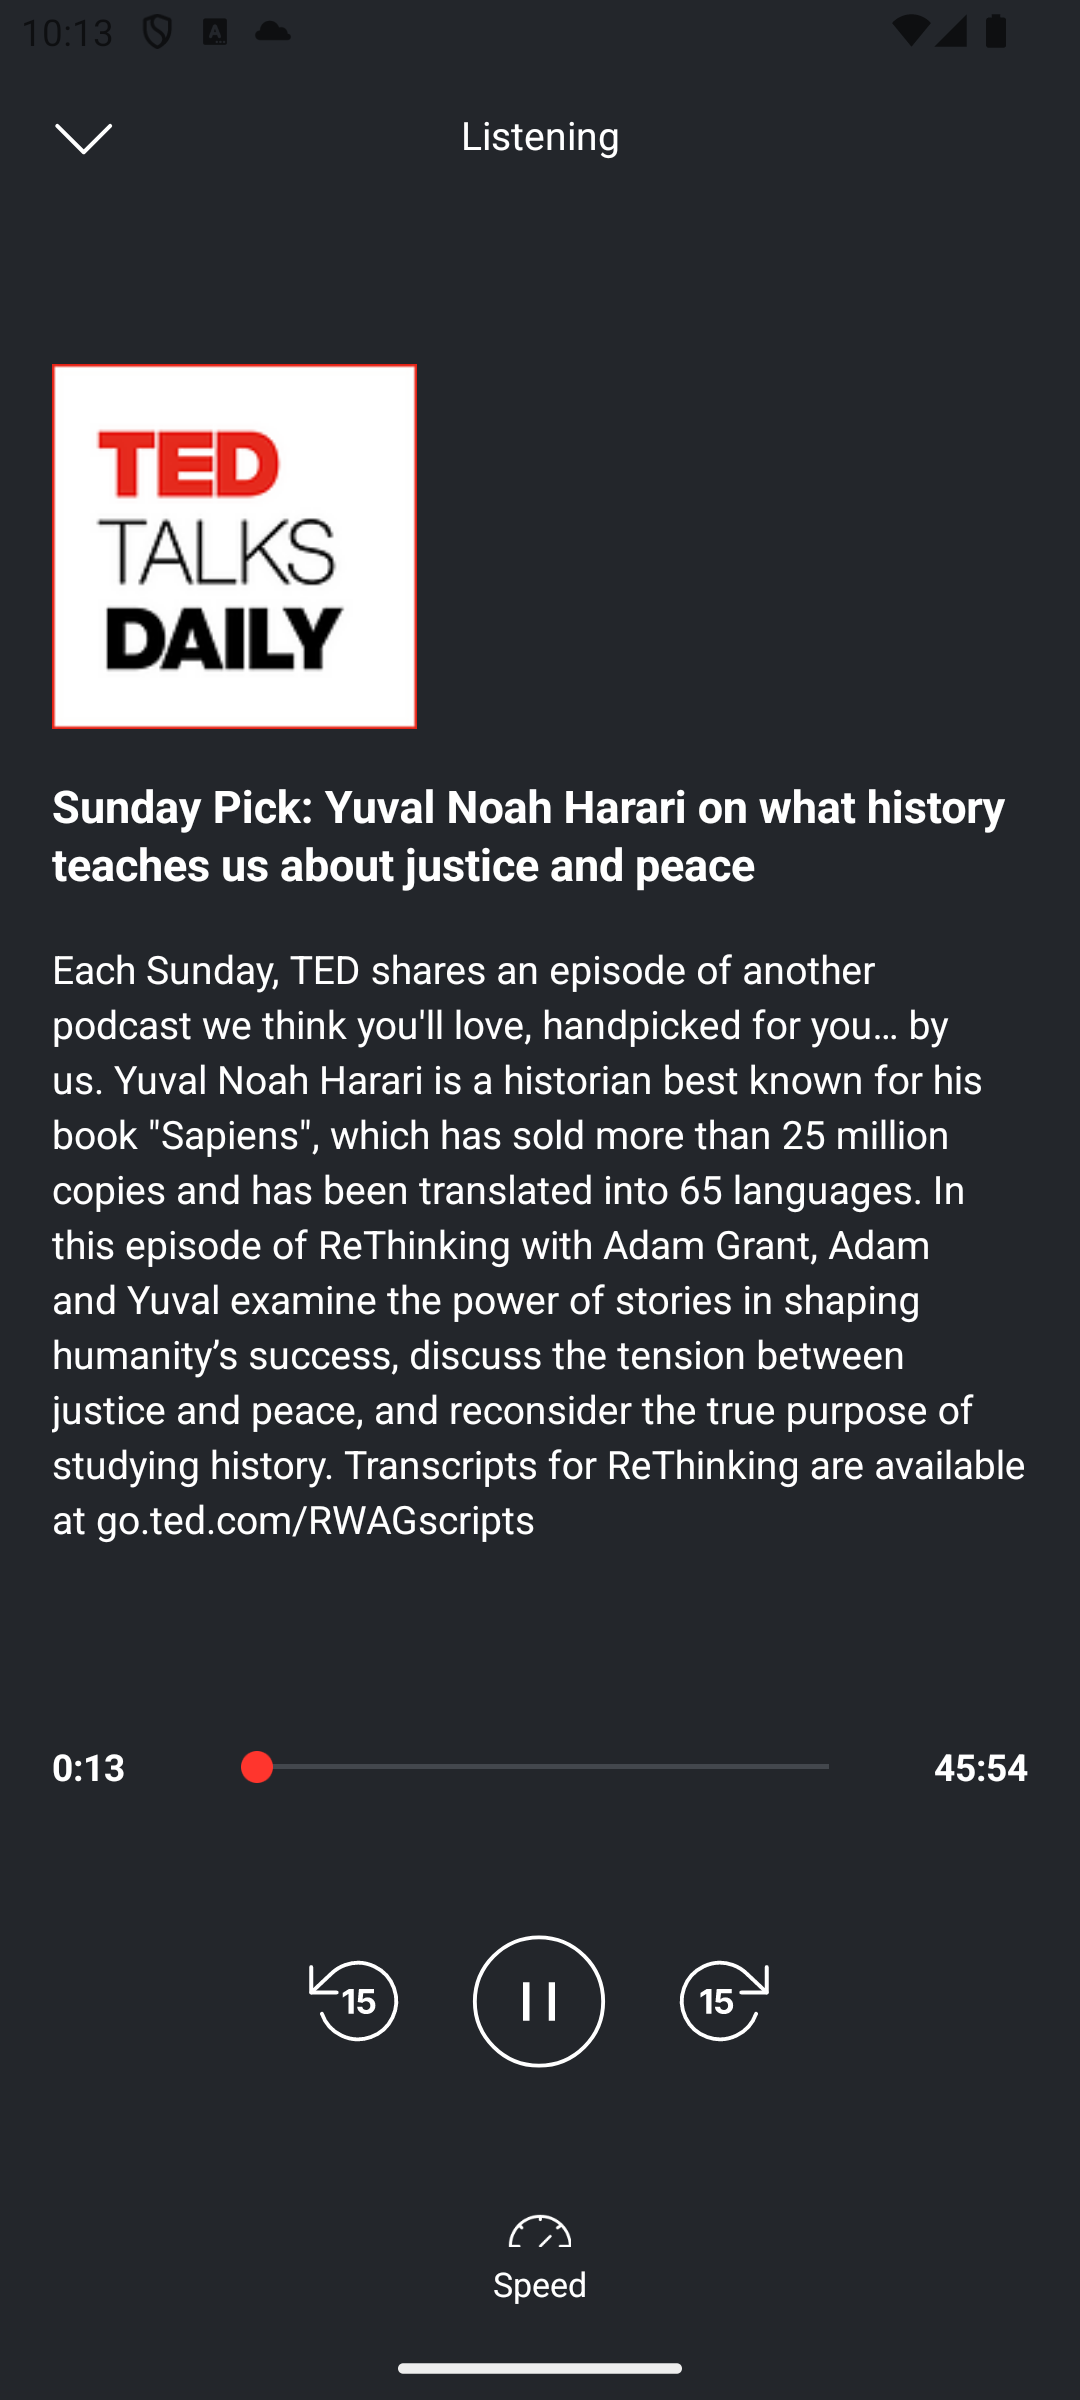 10:13
Listening
TED
TALKS
DAILY
Sunday Pick: Yuval Noah Harari on what history
teaches us about justice and peace
Each Sunday, TED shares an episode of another
podcast we think you'll love, handpicked for you... by
us. Yuval Noah Harari is a historian best known for his
book "Sapiens", which has sold more than 25 million
copies and has been translated into 65 languages. In
this episode of ReThinking with Adam Grant, Adam
and Yuval examine the power of stories in shaping
humanity’s success, discuss the tension between
justice and peace, and reconsider the true purpose of
studying history. Transcripts for ReThinking are available
at go.ted.com/RWAGscripts
0:13 45:54
15 15
Speed